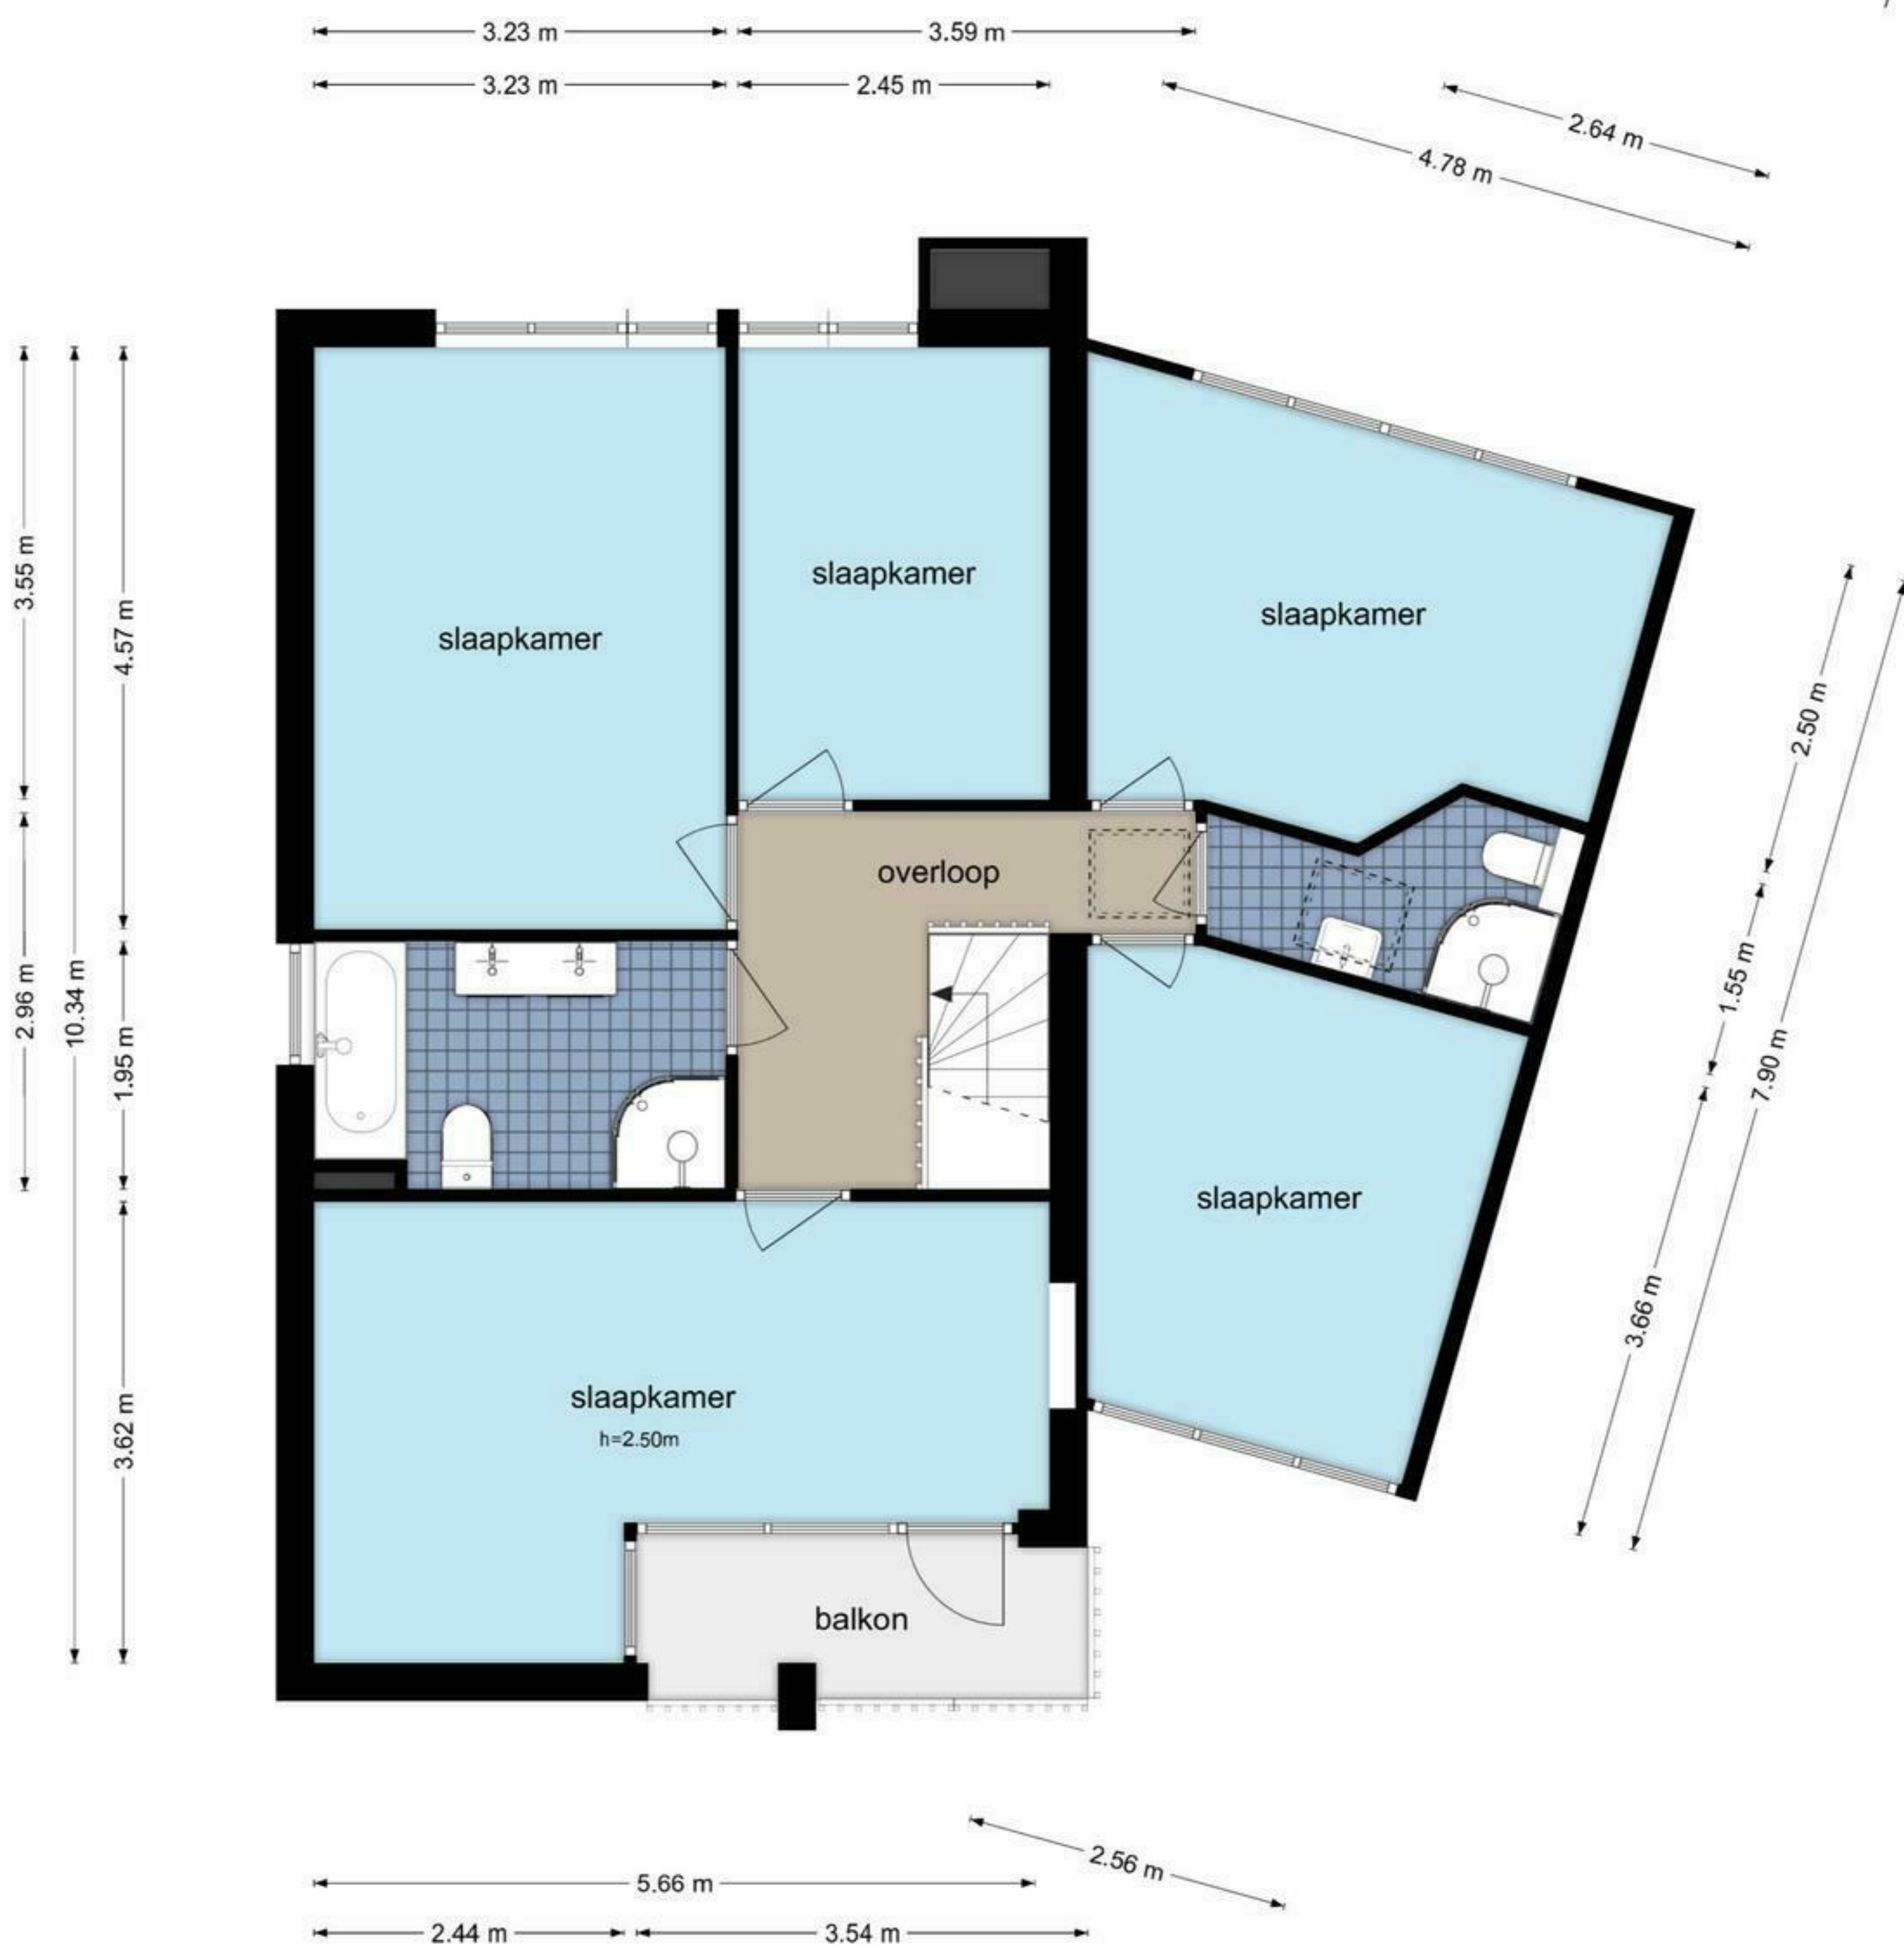 3.23 m
3.59 m
3.23 m
2.45 m
2.64 m
4.78 m
3.55 m
4.57 m
slaapkamer
slaapkamer
slaapkamer
2.50 m
overloop
2.96 m
10.34 m
1.95 m
1.55 m
7.90 m
slaapkamer
3.66 m
3.62 m
slaapkamer
h=2.50m
balkon
2.56 m
5.66 m
2.44 m
3.54 m